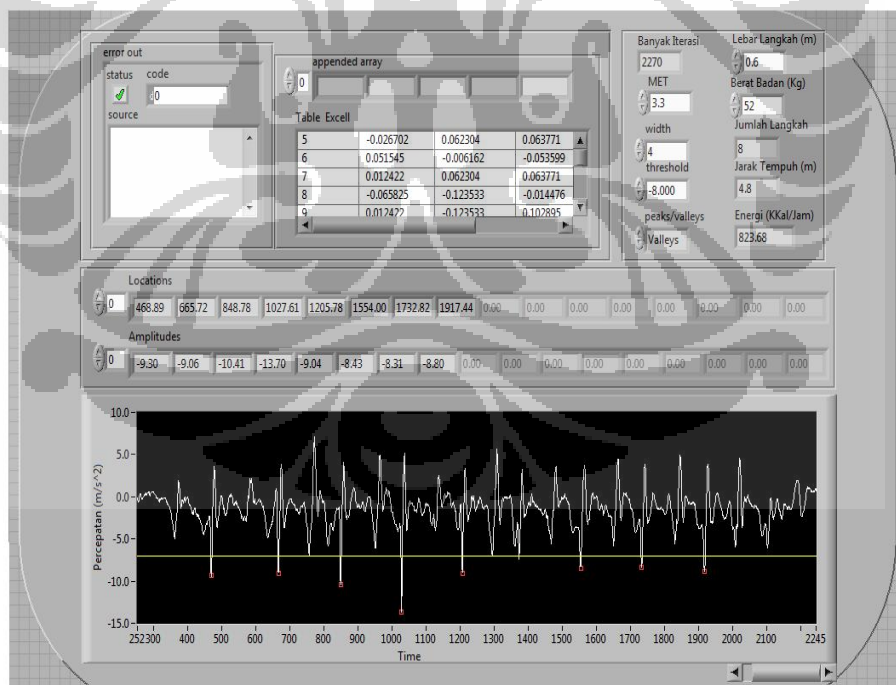 error out
status code
0
source
appended array
0
Table Excell
5 -0.026702 0.062304 0.063771
6 0.051545 -0.006162 -0.053599
7 0.012422 0.062304 0.063771
8 -0.065825 -0.123533 -0.014476
9 0.012422 -0.123533 0.102895
Banyak Iterasi
2270
MET
3.3
width
4
threshold
-8.000
peaks/valleys
Valleys
Lebar Langkah (m)
0.6
Berat Badan (Kg)
52
Jumlah Langkah
8
Jarak Tempuh (m)
4.8
Energi (KKal/Jam)
823.68
Locations
0 468.89 665.72 848.78 1027.61 1205.78 1554.00 1732.82 1917.44 0.00 0.00 0.00 0.00 0.00 0.00 0.00 0.00
Amplitudes
0 -9.30 -9.06 -10.41 -13.70 -9.04 -8.43 -8.31 -8.80 0.00 0.00 0.00 0.00 0.00 0.00 0.00 0.00
Percepatan (m/s^2)
10.0
5.0
0.0
-5.0
-10.0
-15.0
252 300 400 500 600 700 800 900 1000 1100 1200 1300 1400 1500 1600 1700 1800 1900 2000 2100 2245
Time